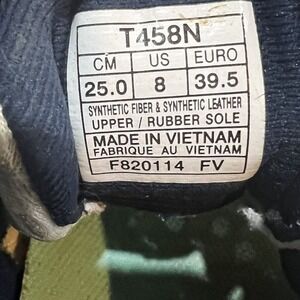 T458N
CM US EURO
25.0 8 39.5
SYNTHETIC FIBER & SYNTHETIC LEATHER
UPPER / RUBBER SOLE
MADE IN VIETNAM
FABRIQUE AU VIETNAM
F820114 FV